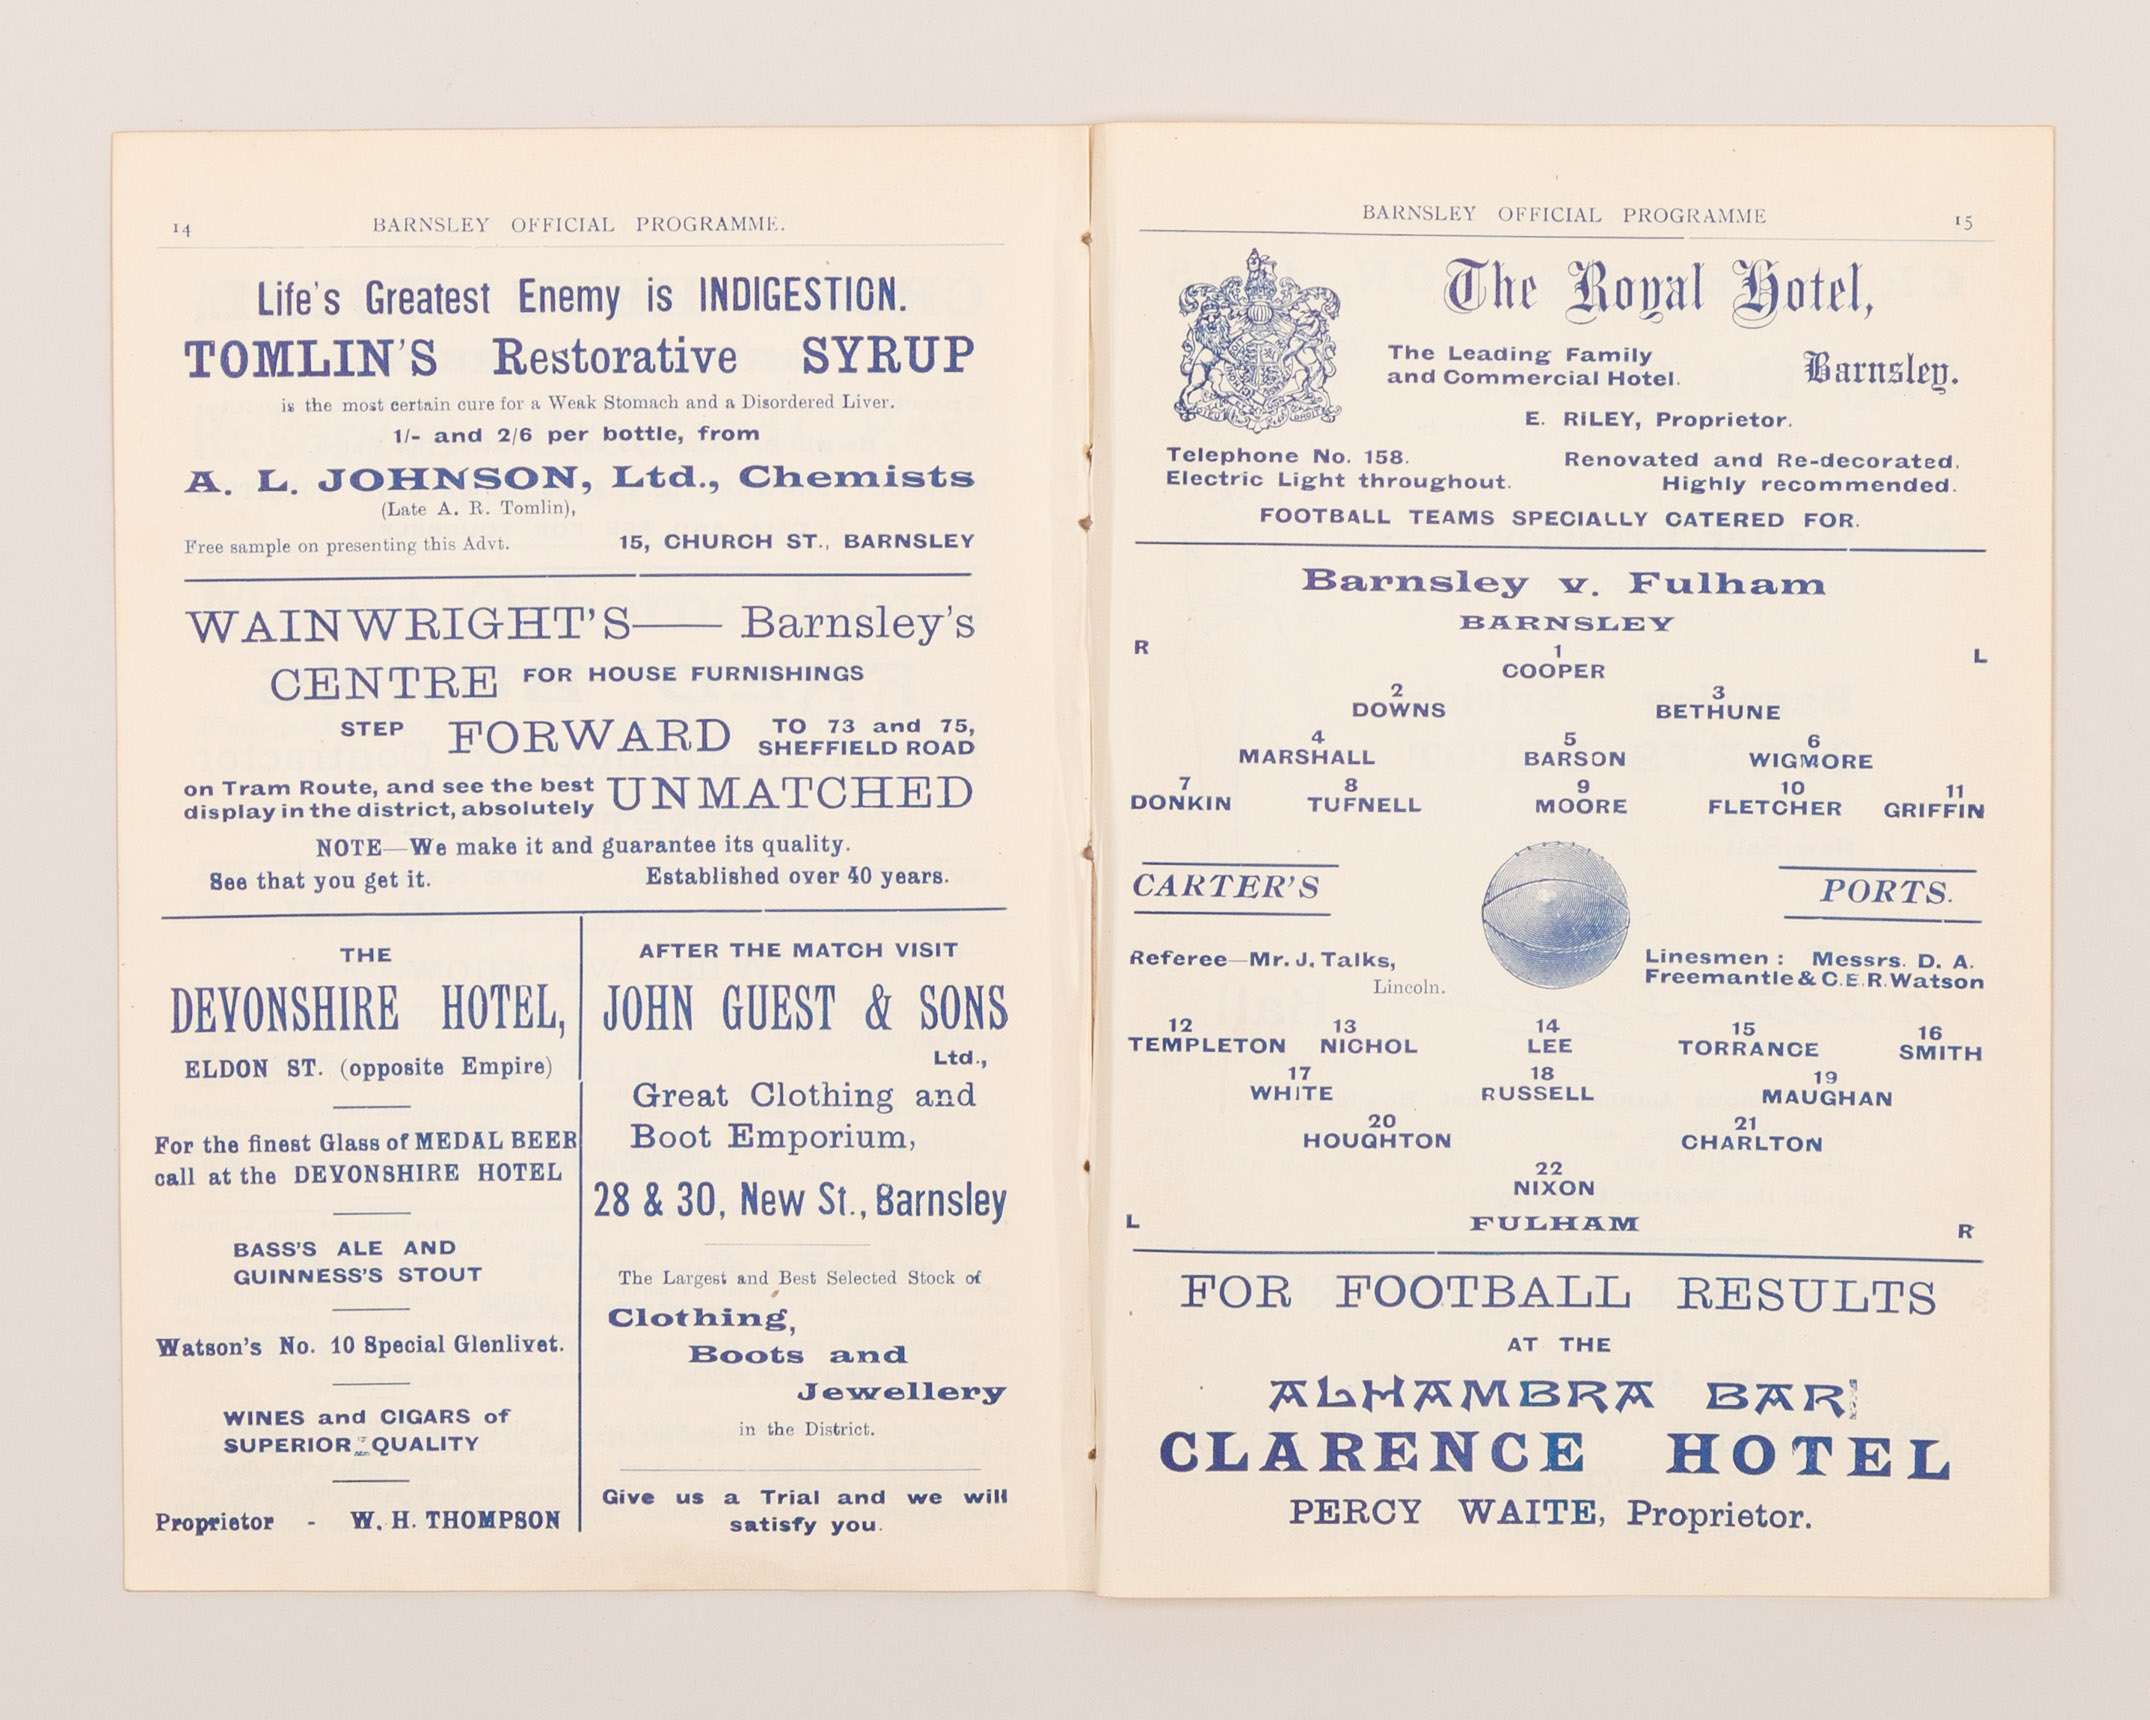 14
BARNSLEY OFFICIAL PROGRAMME.
Life's Greatest Enemy is INDIGESTION.
TOMLIN'S Restorative SYRUP
is the most certain cure for a Weak Stomach and a Disordered Liver.
1/- and 2/6 per bottle, from
A. L. JOHNSON, Ltd., Chemists
(Late A. R. Tomlin),
Free sample on presenting this Advt. 15, CHURCH ST., BARNSLEY
WAINWRIGHT'S—— Barnsley's
CENTRE FOR HOUSE FURNISHINGS
STEP FORWARD TO 73 and 75,
SHEFFIELD ROAD
on Tram Route, and see the best
display in the district, absolutely UNMATCHED
NOTE—We make it and guarantee its quality.
See that you get it. Established over 40 years.
THE
DEVONSHIRE HOTEL,
ELDON ST. (opposite Empire)
For the finest Glass of MEDAL BEER
call at the DEVONSHIRE HOTEL
BASS'S ALE AND
GUINNESS'S STOUT
Watson's No. 10 Special Glenlivet.
WINES and CIGARS of
SUPERIOR QUALITY
Proprietor - W. H. THOMPSON
AFTER THE MATCH VISIT
JOHN GUEST & SONS
Ltd.,
Great Clothing and
Boot Emporium,
28 & 30, New St., Barnsley
The Largest and Best Selected Stock of
Clothing,
Boots and
Jewellery
in the District.
Give us a Trial and we will
satisfy you.
BARNSLEY OFFICIAL PROGRAMME
15
The Royal Hotel,
The Leading Family
and Commercial Hotel.
Barnsley.
E. RILEY, Proprietor.
Telephone No. 158.
Electric Light throughout.
Renovated and Re-decorated.
Highly recommended.
FOOTBALL TEAMS SPECIALLY CATERED FOR.
Barnsley v. Fulham
BARNSLEY
R L
1
COOPER
2 3
DOWNS BETHUNE
4 5 6
MARSHALL BARSON WIGMORE
7 8 9 10 11
DONKIN TUFNELL MOORE FLETCHER GRIFFIN
CARTER'S PORTS.
Referee—Mr. J. Talks,
Lincoln.
Linesmen : Messrs. D. A.
Freemantle & C.E.R. Watson
12 13 14 15 16
TEMPLETON NICHOL LEE TORRANCE SMITH
17 18 19
WHITE RUSSELL MAUGHAN
20 21
HOUGHTON CHARLTON
22
NIXON
L FULHAM R
FOR FOOTBALL RESULTS
AT THE
ALHAMBRA BAR
CLARENCE HOTEL
PERCY WAITE, Proprietor.